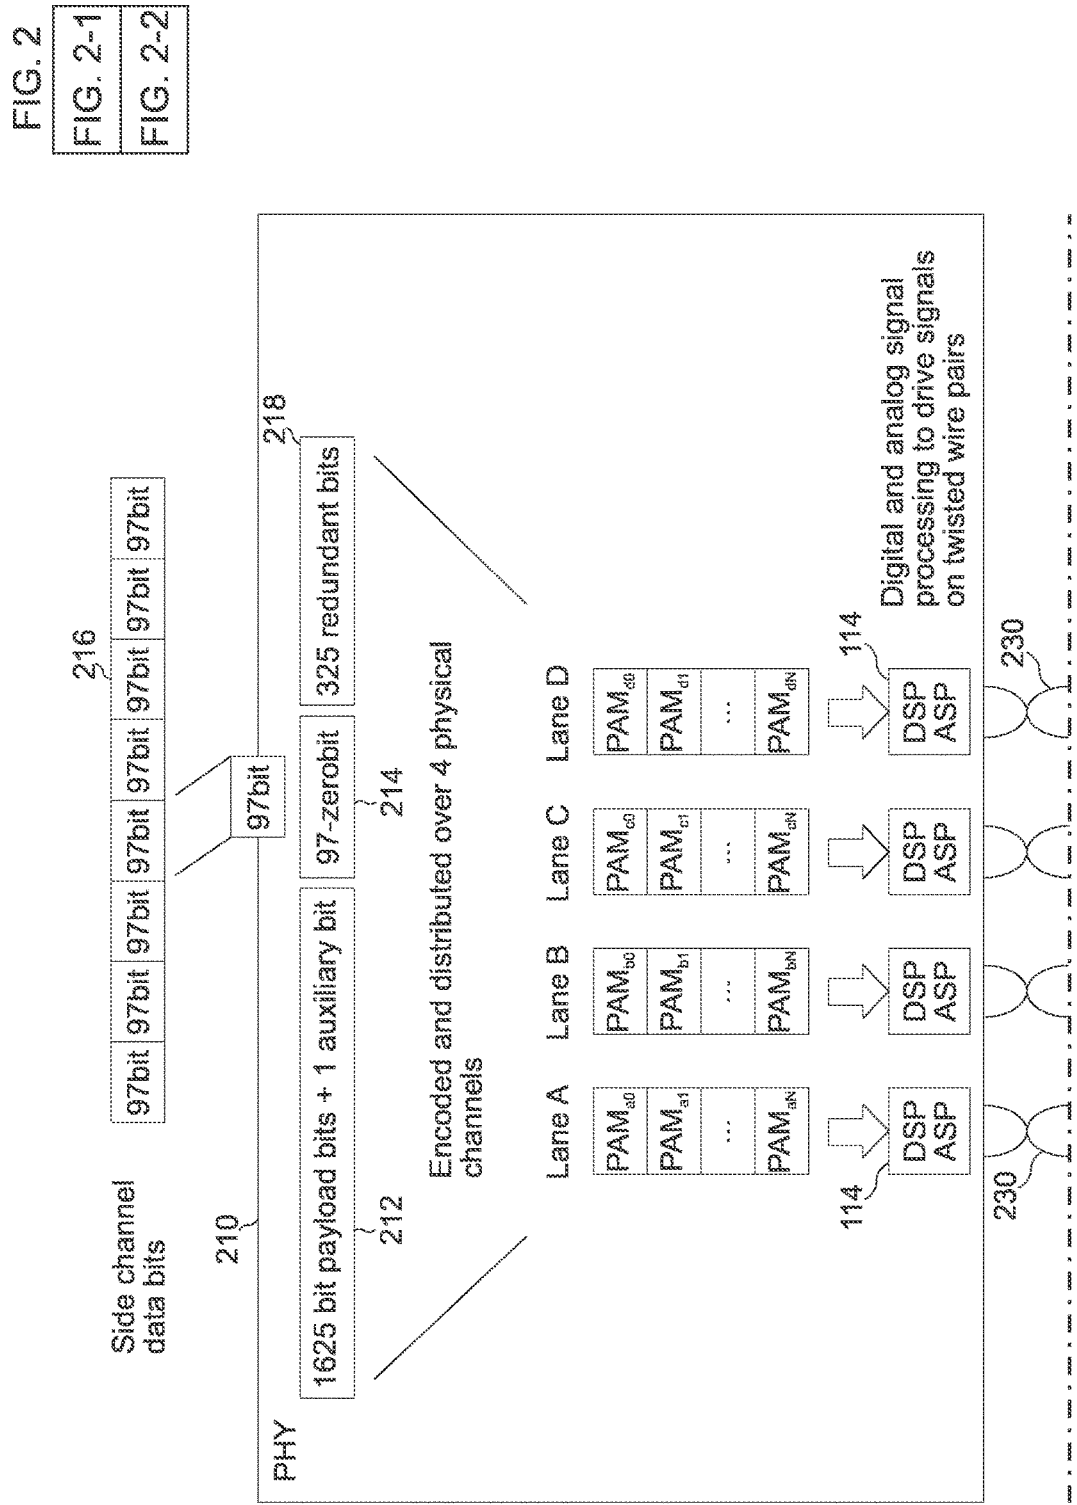 FIG. 2
FIG. 2-1
FIG. 2-2
Side channel
data bits
216
97bit 97bit 97bit 97bit 97bit 97bit 97bit 97bit
210
PHY
97bit
218
1625 bit payload bits + 1 auxiliary bit
97-zerobit
325 redundant bits
212
214
Encoded and distributed over 4 physical
channels
Lane A Lane B Lane C Lane D
PAMa0 PAMb0 PAMc0 PAMd0
PAMa1 PAMb1 PAMc1 PAMd1
... ... ... ...
PAMaN PAMbN PAMcN PAMdN
114
114
DSP DSP DSP DSP
ASP ASP ASP ASP
Digital and analog signal
processing to drive signals
on twisted wire pairs
230
230